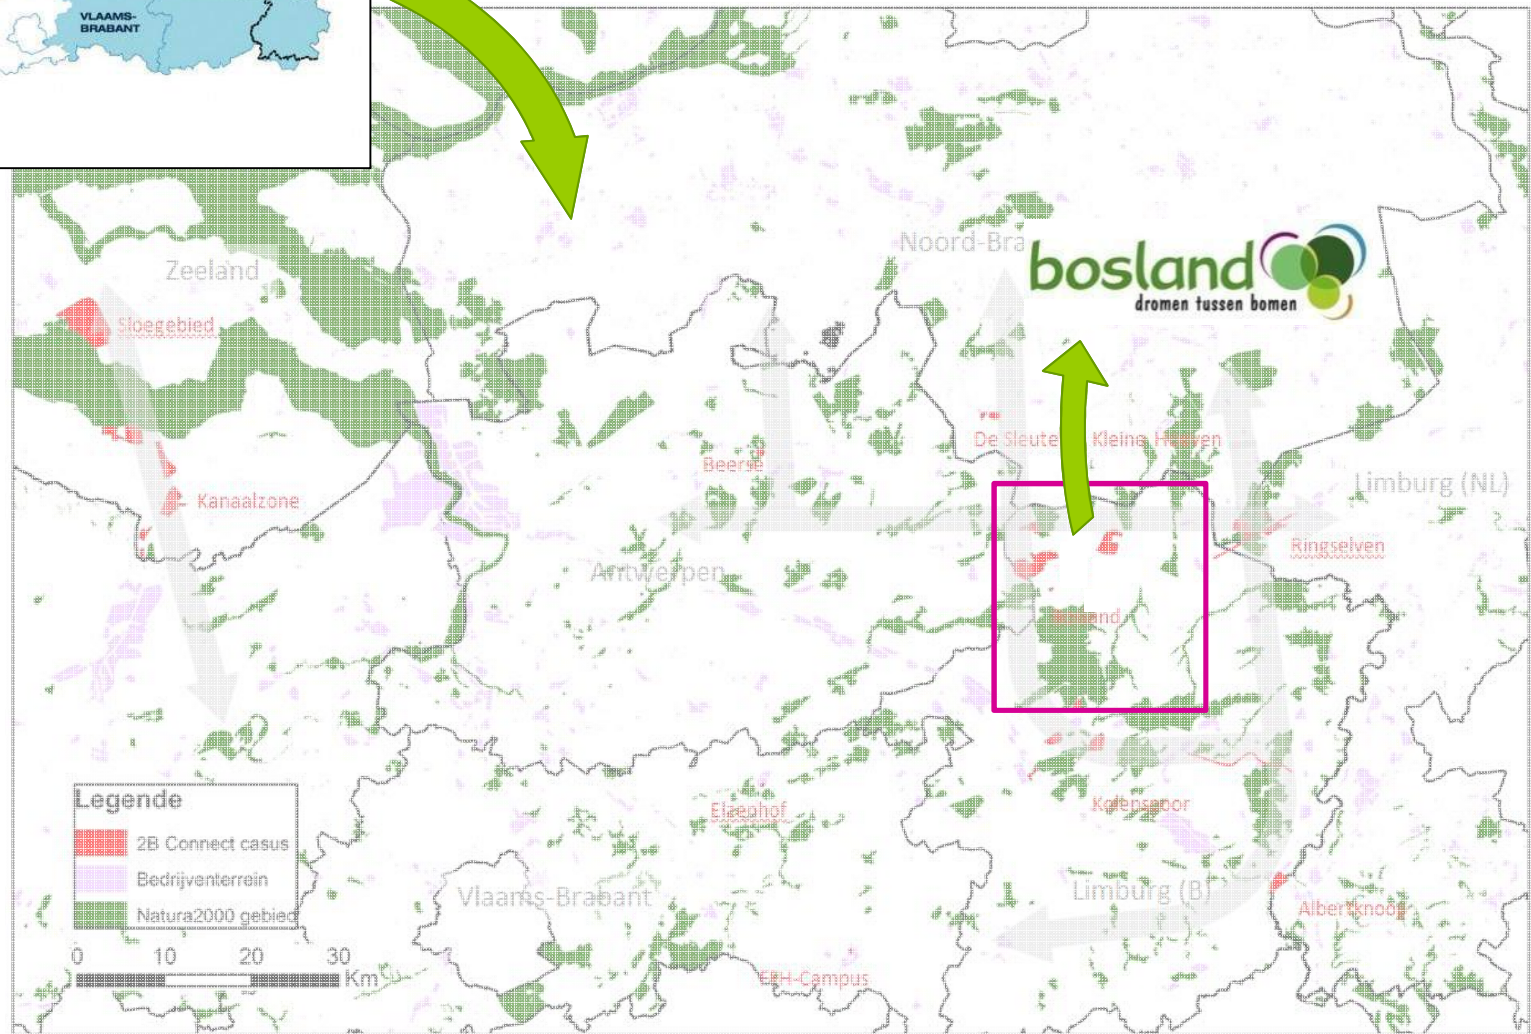 VLAAMS-
BRABANT
Noord-Bra
bosland
dromen tussen bomen
Zeeland
Sloegebied
De Sleute
Kleine Hoeven
Beerse
Limburg (NL)
Kanaalzone
Ringselven
Antwerpen
and
Legende
2B Connect casus
Bedrijventerrein
Natura2000 gebied
Elzenhof
Kolenspoor
Vlaams-Brabant
Limburg (B)
Albertknoop
0 10 20 30
Km
-Campus